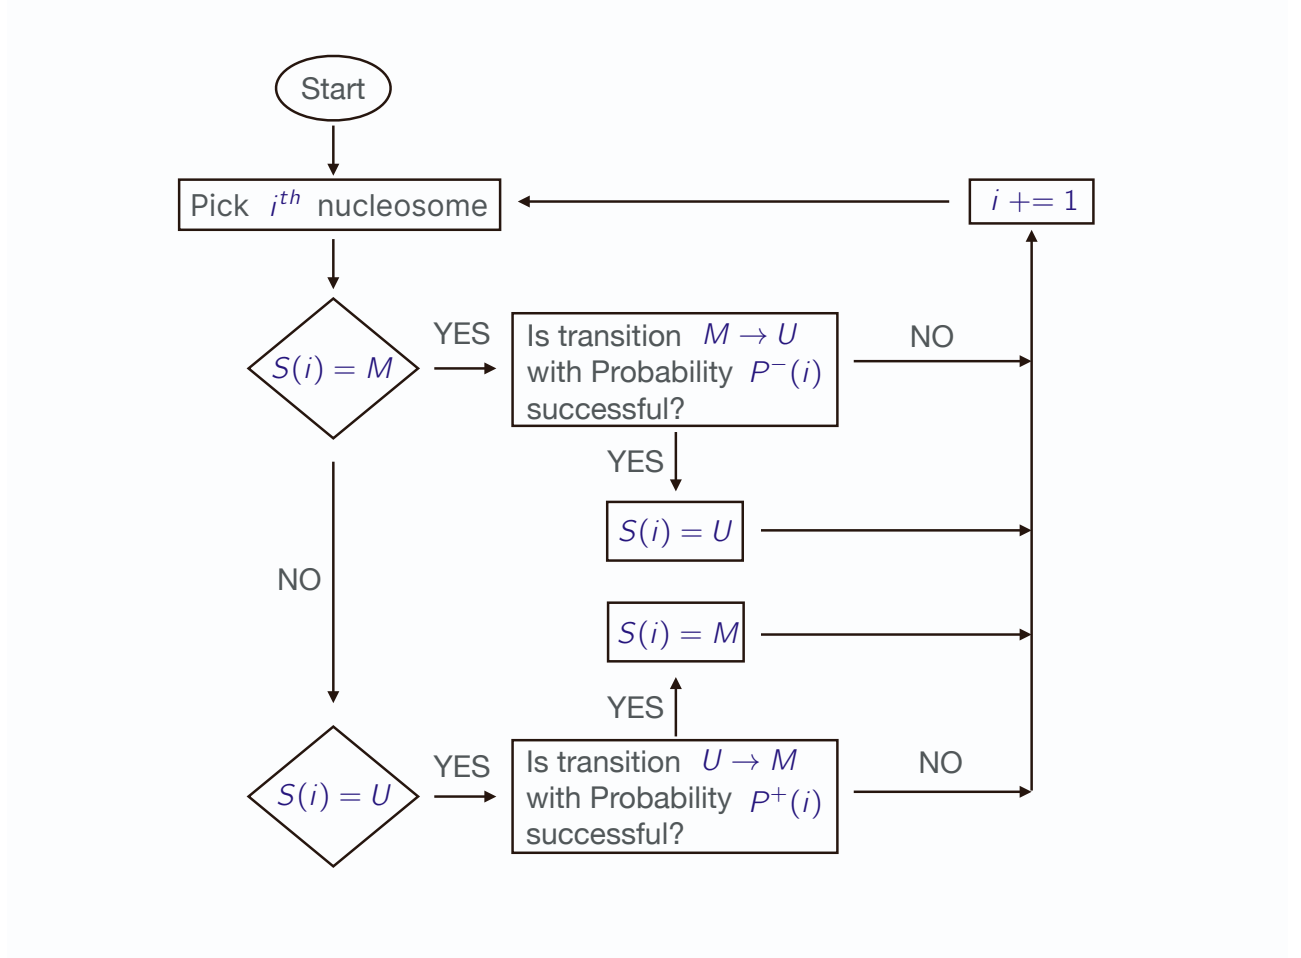 Start
Pick i^{th} nucleosome
i += 1
S(i) = M
YES
Is transition M → U
with Probability P^−(i)
successful?
NO
YES
S(i) = U
NO
S(i) = M
YES
S(i) = U
YES
Is transition U → M
with Probability P^+(i)
successful?
NO